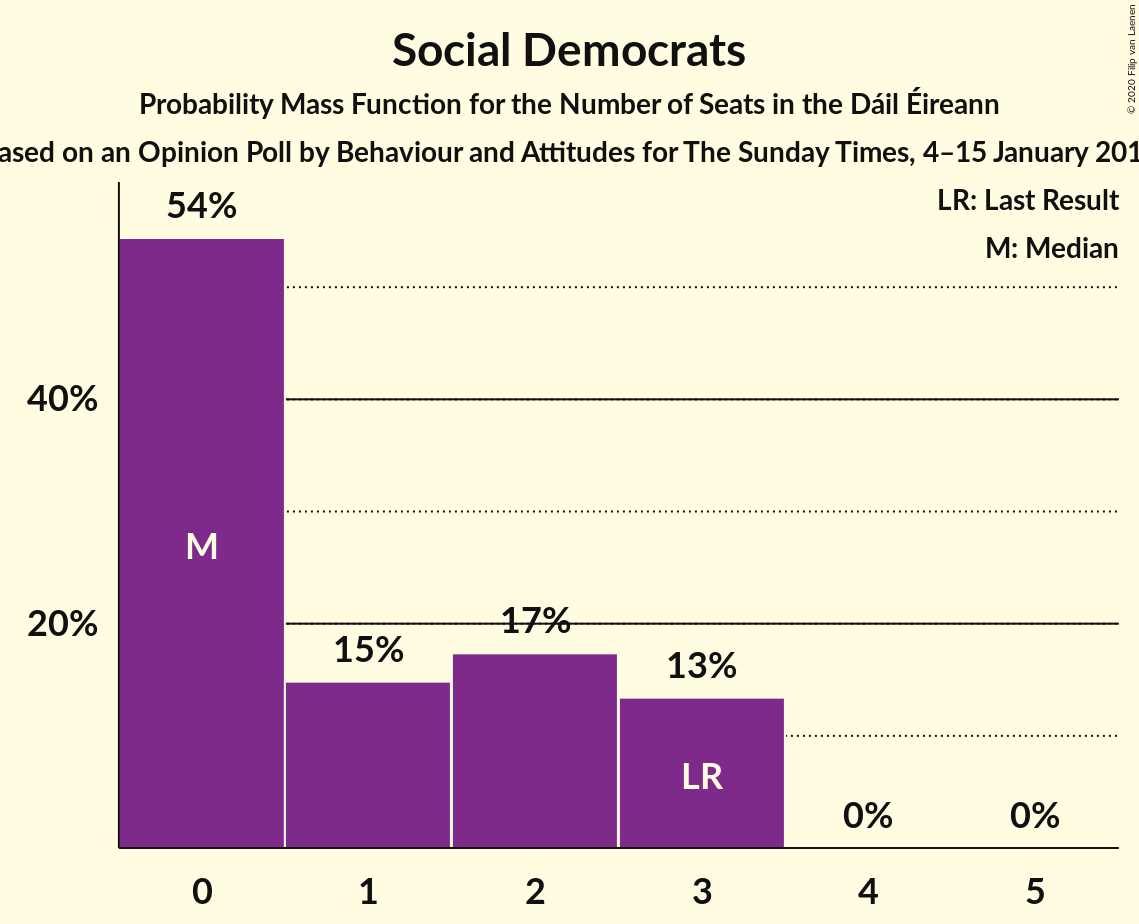 Social Democrats
Probability Mass Function for the Number of Seats in the Dáil Éireann
ased on an Opinion Poll by Behaviour and Attitudes for The Sunday Times, 4–15 January 201
© 2020 Filip van Laenen
LR: Last Result
M: Median
54%
40%
M
20%
17%
15%
13%
LR
0%
0%
0 1 2 3 4 5